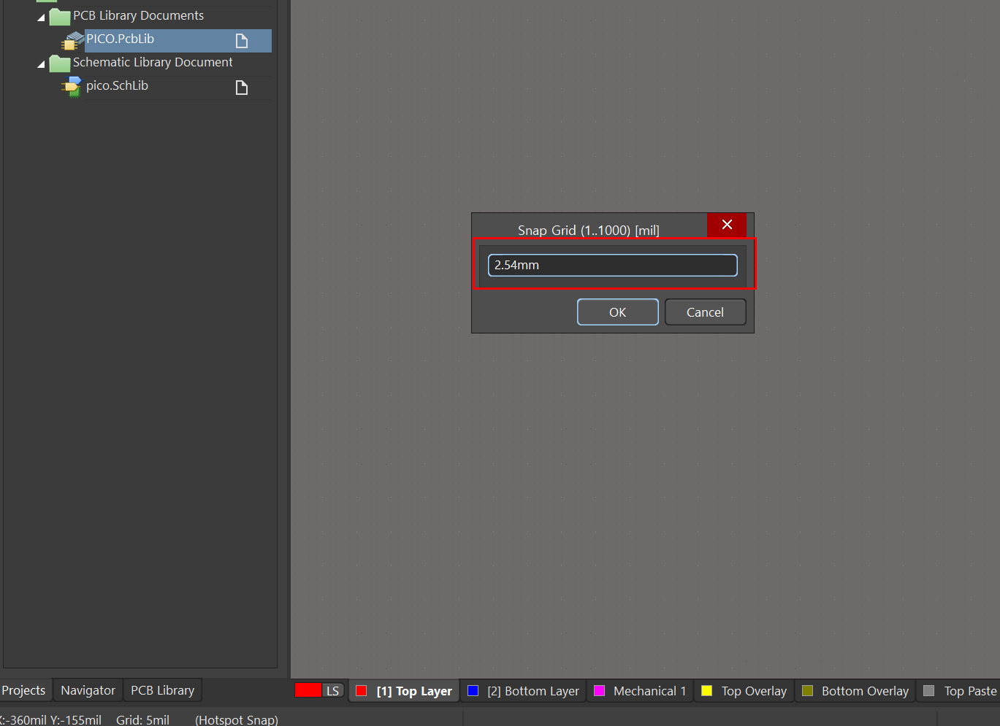 PCB Library Documents
PICO.PcbLib
Schematic Library Document
pico.SchLib
Snap Grid (1..1000) [mil]
2.54mm
OK
Cancel
Projects
Navigator
PCB Library
LS
[1] Top Layer
[2] Bottom Layer
Mechanical 1
Top Overlay
Bottom Overlay
Top Paste
X:-360mil Y:-155mil Grid: 5mil (Hotspot Snap)